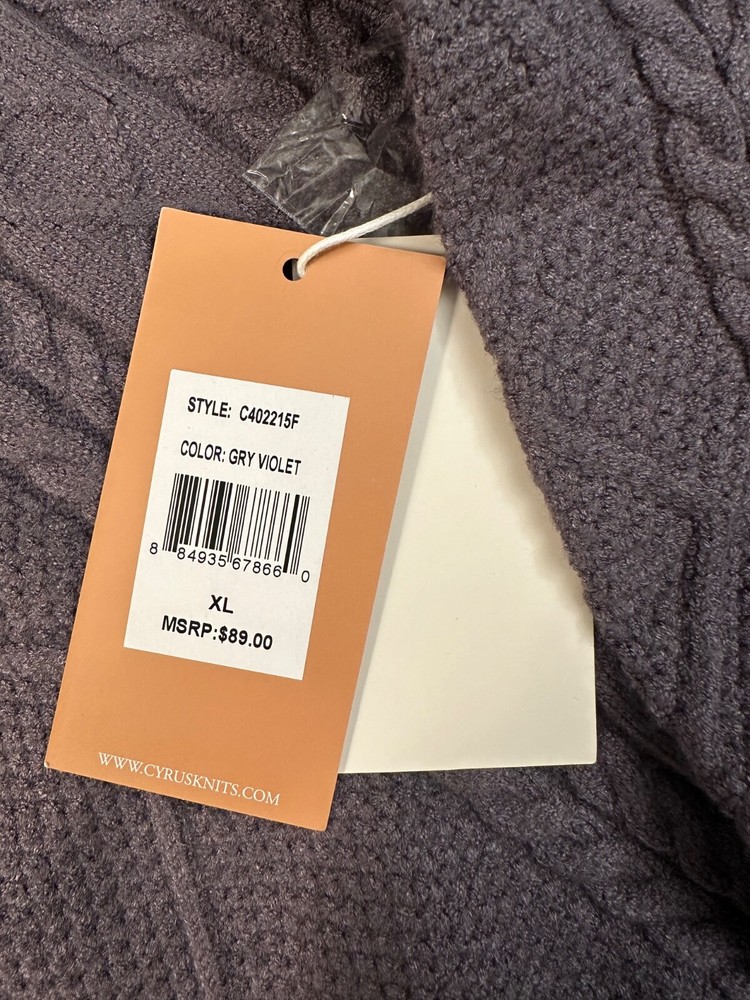 STYLE: C402215F
COLOR: GRY VIOLET
8 84935 67866 0
XL
MSRP:$89.00
WWW.CYRUSKNITS.COM